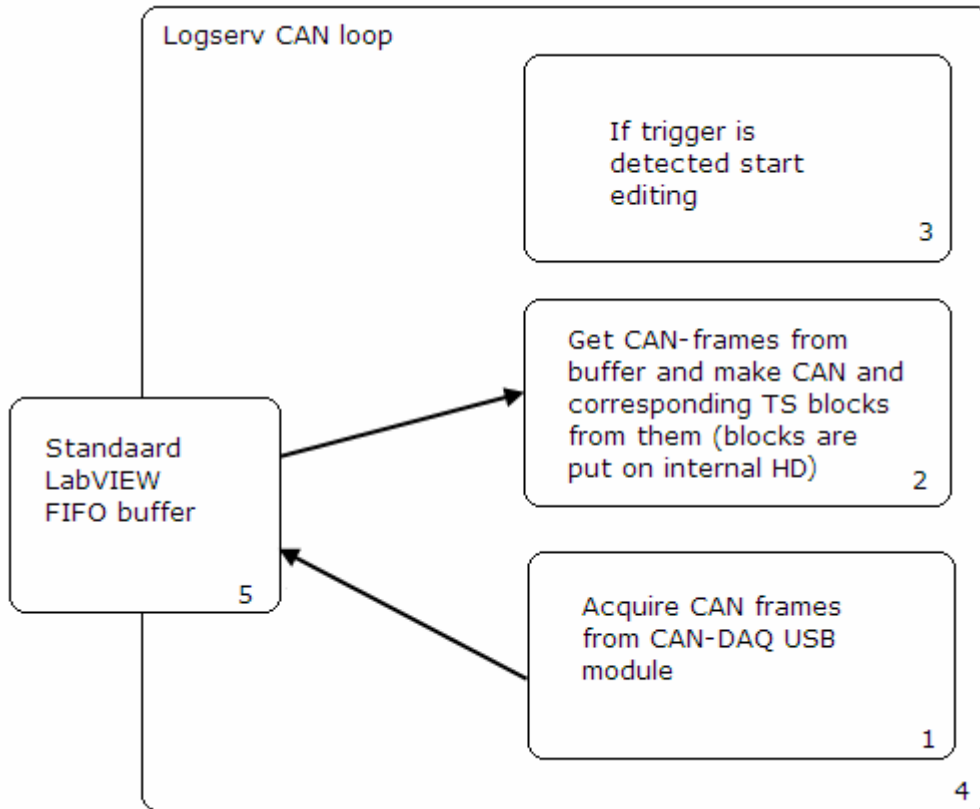 Logserv CAN loop
If trigger is
detected start
editing
3
Get CAN-frames from
buffer and make CAN and
corresponding TS blocks
from them (blocks are
put on internal HD)
2
Standaard
LabVIEW
FIFO buffer
5
Acquire CAN frames
from CAN-DAQ USB
module
1
4